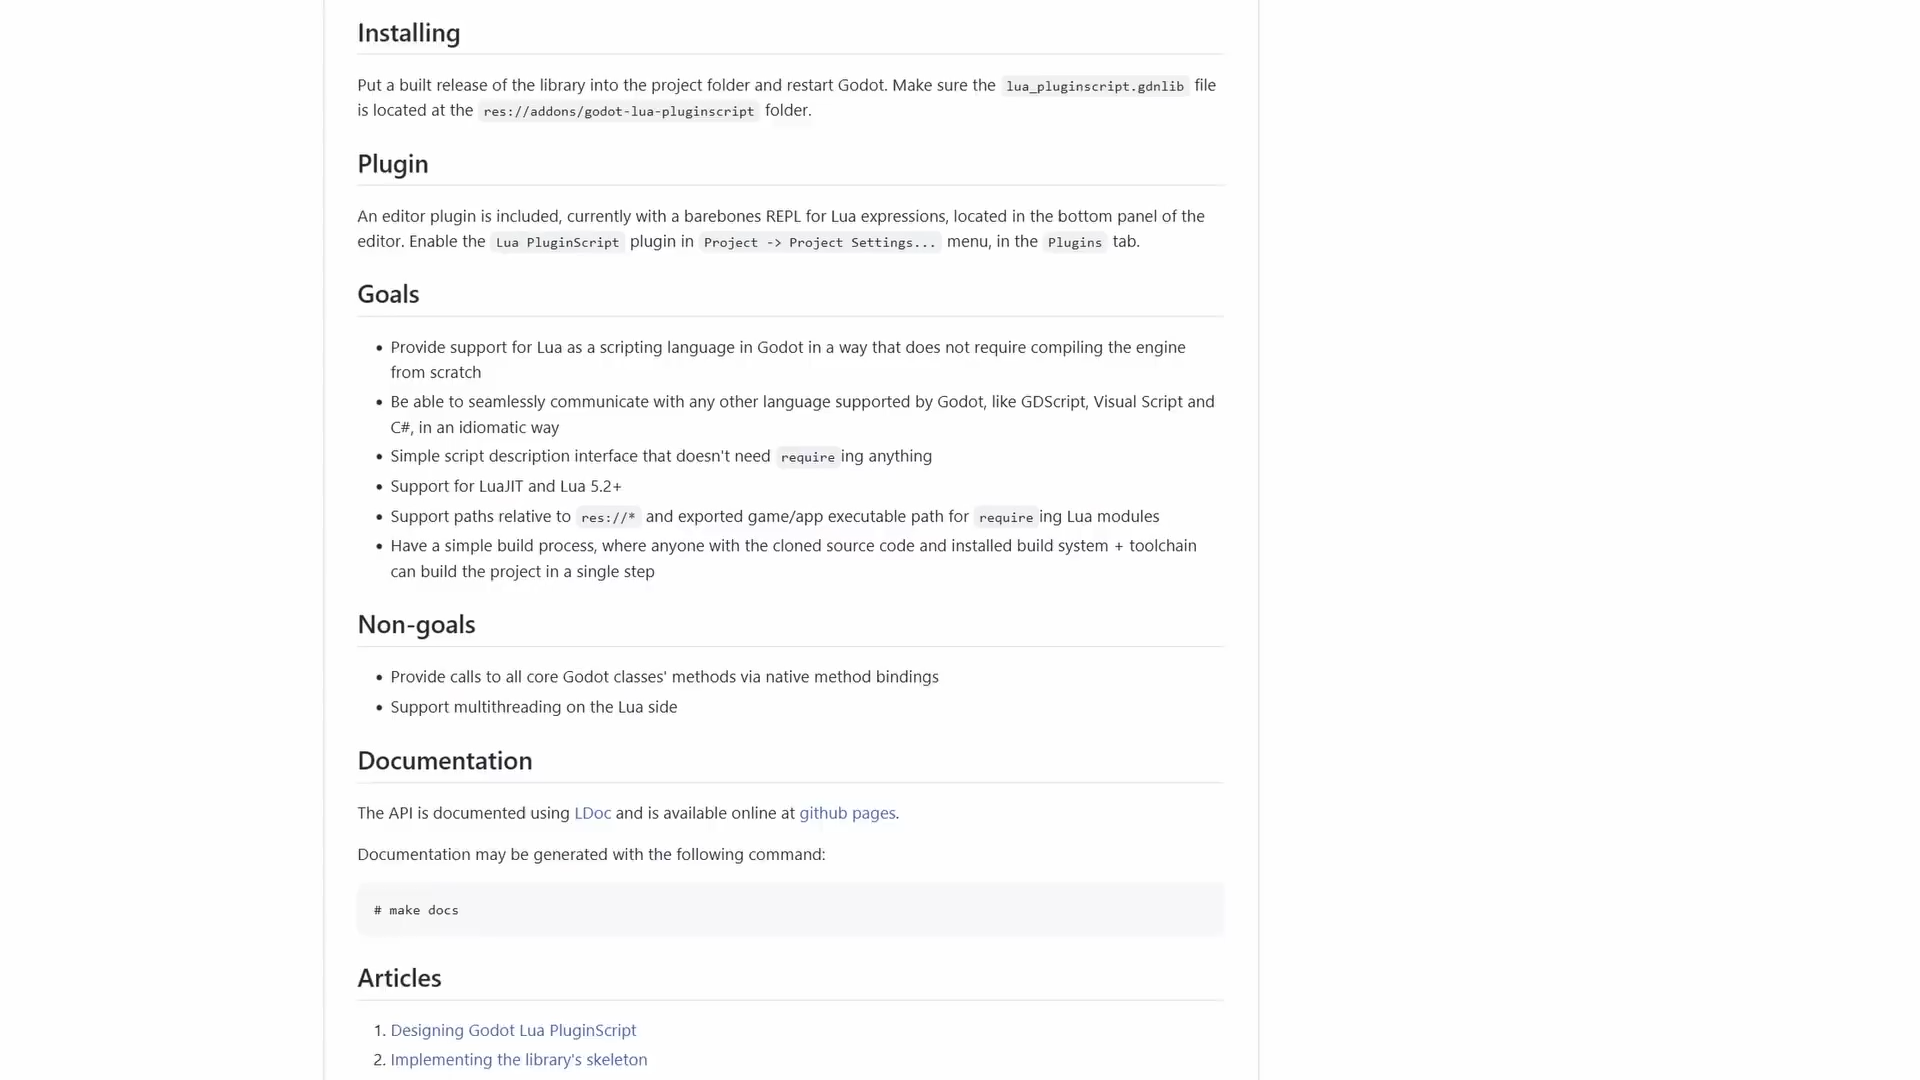 Installing
Put a built release of the library into the project folder and restart Godot. Make sure the lua_pluginscript.gdnlib file
is located at the res://addons/godot-lua-pluginscript folder.
Plugin
An editor plugin is included, currently with a barebones REPL for Lua expressions, located in the bottom panel of the
editor. Enable the Lua PluginScript plugin in Project -> Project Settings... menu, in the Plugins tab.
Goals
• Provide support for Lua as a scripting language in Godot in a way that does not require compiling the engine
from scratch
• Be able to seamlessly communicate with any other language supported by Godot, like GDScript, Visual Script and
C#, in an idiomatic way
• Simple script description interface that doesn't need requireing anything
• Support for LuaJIT and Lua 5.2+
• Support paths relative to res://* and exported game/app executable path for requireing Lua modules
• Have a simple build process, where anyone with the cloned source code and installed build system + toolchain
can build the project in a single step
Non-goals
• Provide calls to all core Godot classes' methods via native method bindings
• Support multithreading on the Lua side
Documentation
The API is documented using LDoc and is available online at github pages.
Documentation may be generated with the following command:
# make docs
Articles
1. Designing Godot Lua PluginScript
2. Implementing the library's skeleton